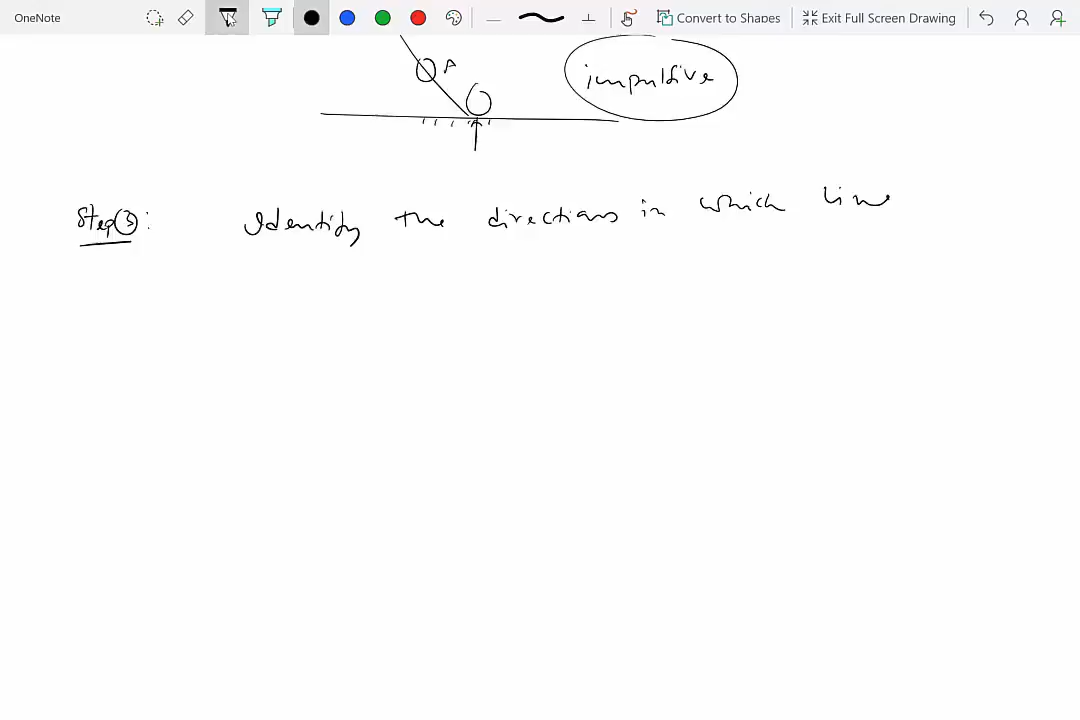 OneNote
Convert to Shapes
Exit Full Screen Drawing
A
impulsive
Step ③: Identify the directions in which line